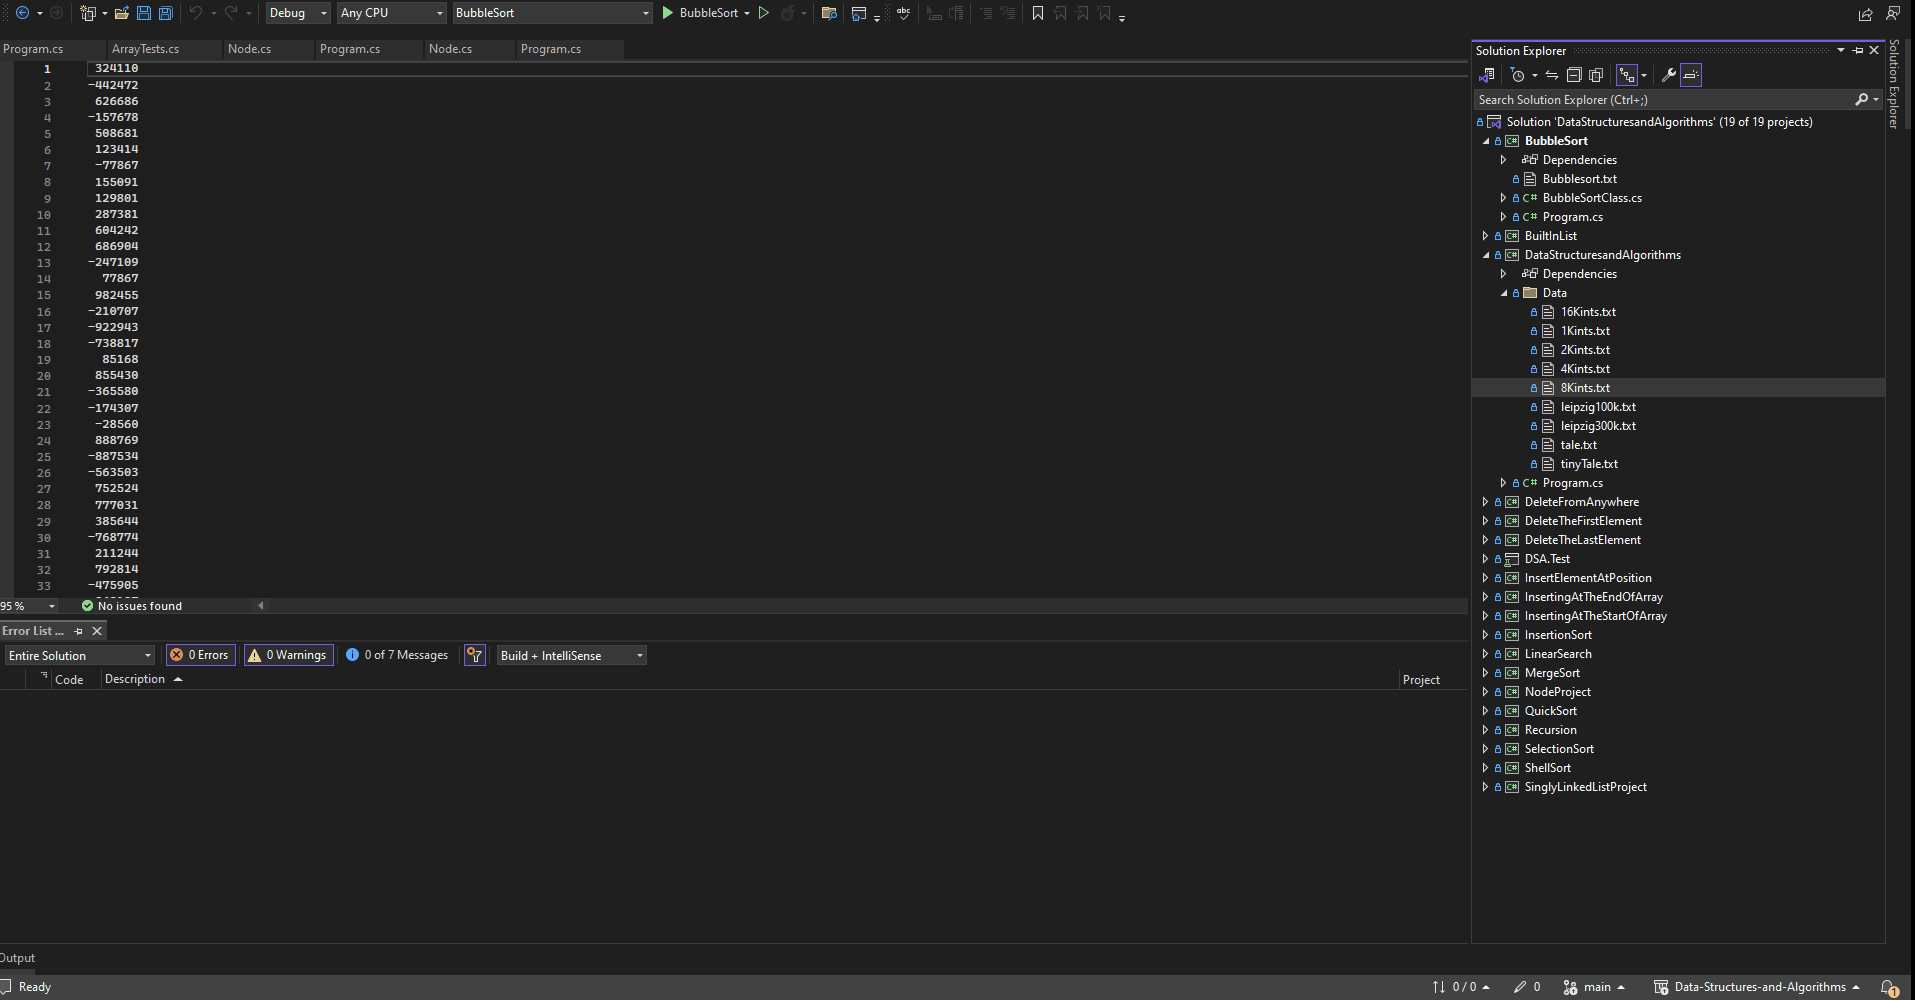 Debug Any CPU BubbleSort BubbleSort abc
Program.cs ArrayTests.cs Node.cs Program.cs Node.cs Program.cs
1 324110
2 -442472
3 626686
4 -157678
5 508681
6 123414
7 -77867
8 155091
9 129801
10 287381
11 604242
12 686904
13 -247109
14 77867
15 982455
16 -210707
17 -922943
18 -738817
19 85168
20 855430
21 -365580
22 -174307
23 -28560
24 888769
25 -887534
26 -563503
27 752524
28 777031
29 385644
30 -768774
31 211244
32 792814
33 -475905
95 % No issues found
Error List ...
Entire Solution 0 Errors 0 Warnings 0 of 7 Messages Build + IntelliSense
Code Description Project
Output
Solution Explorer
Search Solution Explorer (Ctrl+;)
Solution 'DataStructuresandAlgorithms' (19 of 19 projects)
C# BubbleSort
Dependencies
Bubblesort.txt
C# BubbleSortClass.cs
C# Program.cs
C# BuiltInList
C# DataStructuresandAlgorithms
Dependencies
Data
16Kints.txt
1Kints.txt
2Kints.txt
4Kints.txt
8Kints.txt
leipzig100k.txt
leipzig300k.txt
tale.txt
tinyTale.txt
C# Program.cs
C# DeleteFromAnywhere
C# DeleteTheFirstElement
C# DeleteTheLastElement
DSA.Test
C# InsertElementAtPosition
C# InsertingAtTheEndOfArray
C# InsertingAtTheStartOfArray
C# InsertionSort
C# LinearSearch
C# MergeSort
C# NodeProject
C# QuickSort
C# Recursion
C# SelectionSort
C# ShellSort
C# SinglyLinkedListProject
Solution Explorer
Ready 0 / 0 0 main Data-Structures-and-Algorithms 1